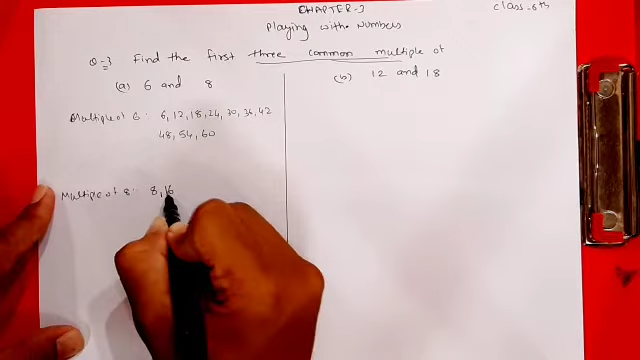 CHAPTER-3
Class-6th
Playing withe Numbers
Q-3 Find the first three common multiple of
(a) 6 and 8
(b) 12 and 18
Multiple of 6: 6, 12, 18, 24, 30, 36, 42
48, 54, 60
Multiple of 8: 8, 16